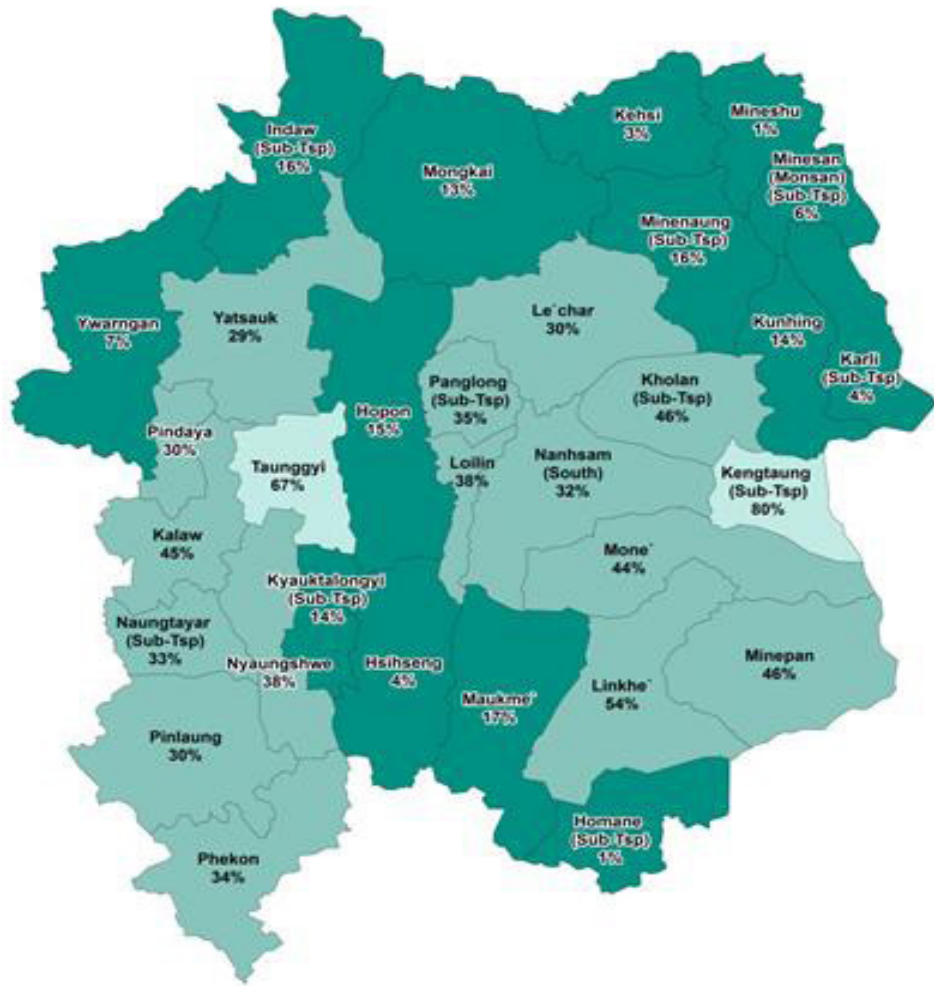 Kehsi
3%
Mineshu
1%
Indaw
(Sub-Tsp)
16%
Mongkai
13%
Minesan
(Monsan)
(Sub-Tsp)
6%
Minenaung
(Sub-Tsp)
16%
Ywarngan
7%
Yatsauk
29%
Le`char
30%
Kunhing
14%
Karli
(Sub-Tsp)
4%
Panglong
(Sub-Tsp)
35%
Kholan
(Sub-Tsp)
46%
Pindaya
30%
Hopon
15%
Taunggyi
67%
Loilin
38%
Nanhsam
(South)
32%
Kengtaung
(Sub-Tsp)
80%
Kalaw
45%
Mone`
44%
Kyauktalongyi
(Sub-Tsp)
14%
Naungtayar
(Sub-Tsp)
33%
Nyaungshwe
38%
Hsihseng
4%
Minepan
46%
Maukme`
17%
Linkhe`
54%
Pinlaung
30%
Homane
(Sub-Tsp)
1%
Phekon
34%